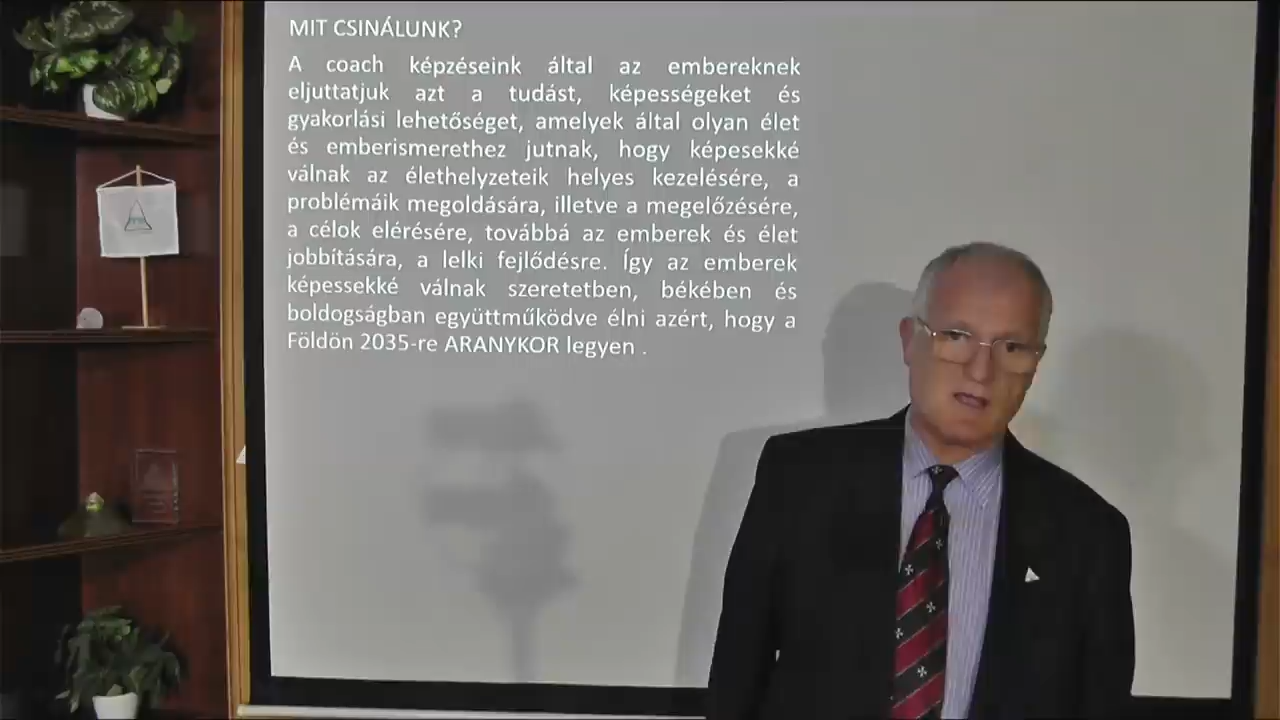 MIT CSINÁLUNK?
A coach képzéseink által az embereknek
eljuttatjuk azt a tudást, képességeket és
gyakorlási lehetőséget, amelyek által olyan élet
és emberismerethez jutnak, hogy képesekké
válnak az élethelyzeteik helyes kezelésére, a
problémáik megoldására, illetve a megelőzésére,
a célok elérésére, továbbá az emberek és élet
jobbítására, a lelki fejlődésre. Így az emberek
képessekké válnak szeretetben, békében és
boldogságban együttműködve élni azért, hogy a
Földön 2035-re ARANYKOR legyen .